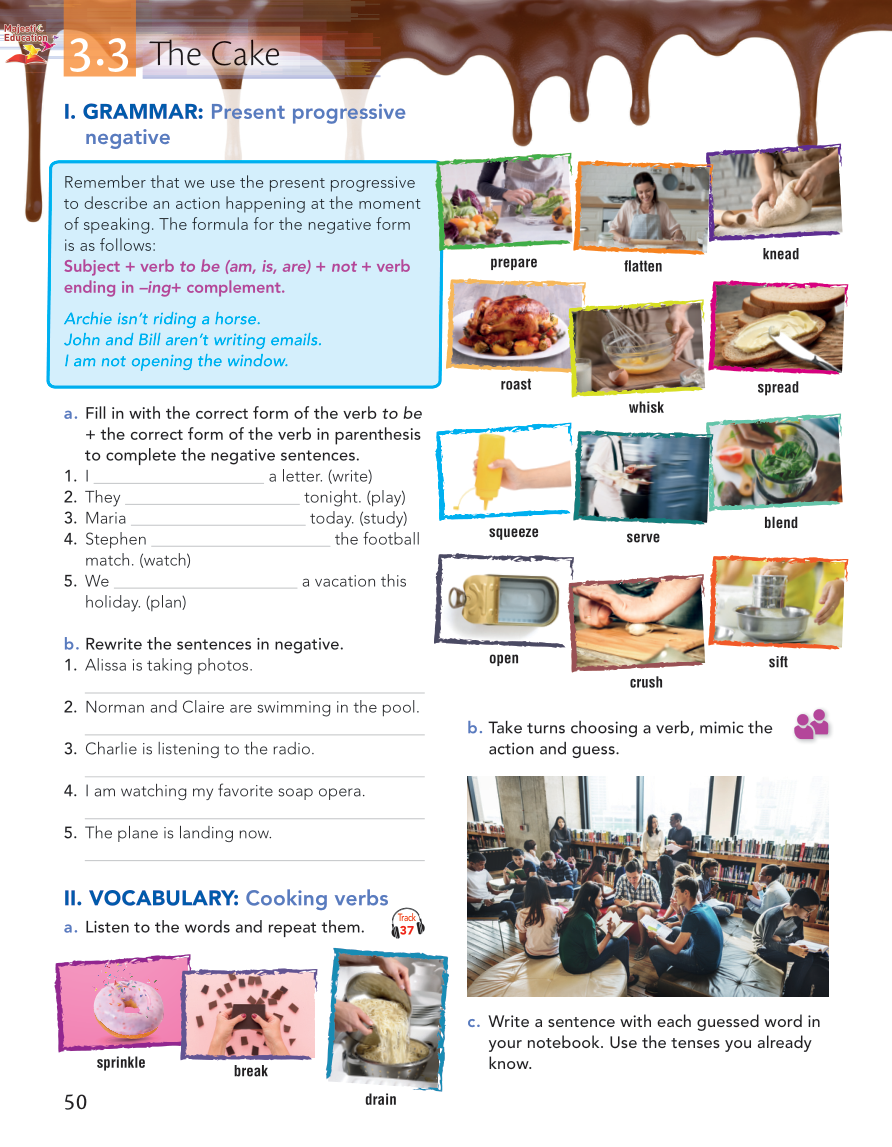 Majestic
Education
3.3 The Cake
I. GRAMMAR: Present progressive
negative
Remember that we use the present progressive
to describe an action happening at the moment
of speaking. The formula for the negative form
is as follows:
Subject + verb to be (am, is, are) + not + verb
ending in –ing+ complement.
Archie isn’t riding a horse.
John and Bill aren’t writing emails.
I am not opening the window.
a. Fill in with the correct form of the verb to be
+ the correct form of the verb in parenthesis
to complete the negative sentences.
1. I ____ a letter. (write)
2. They ____ tonight. (play)
3. Maria ____ today. (study)
4. Stephen ____ the football
match. (watch)
5. We ____ a vacation this
holiday. (plan)
b. Rewrite the sentences in negative.
1. Alissa is taking photos.
2. Norman and Claire are swimming in the pool.
3. Charlie is listening to the radio.
4. I am watching my favorite soap opera.
5. The plane is landing now.
II. VOCABULARY: Cooking verbs
a. Listen to the words and repeat them.
Track
37
sprinkle
break
drain
prepare
flatten
knead
roast
whisk
spread
squeeze
serve
blend
open
crush
sift
b. Take turns choosing a verb, mimic the
action and guess.
c. Write a sentence with each guessed word in
your notebook. Use the tenses you already
know.
50